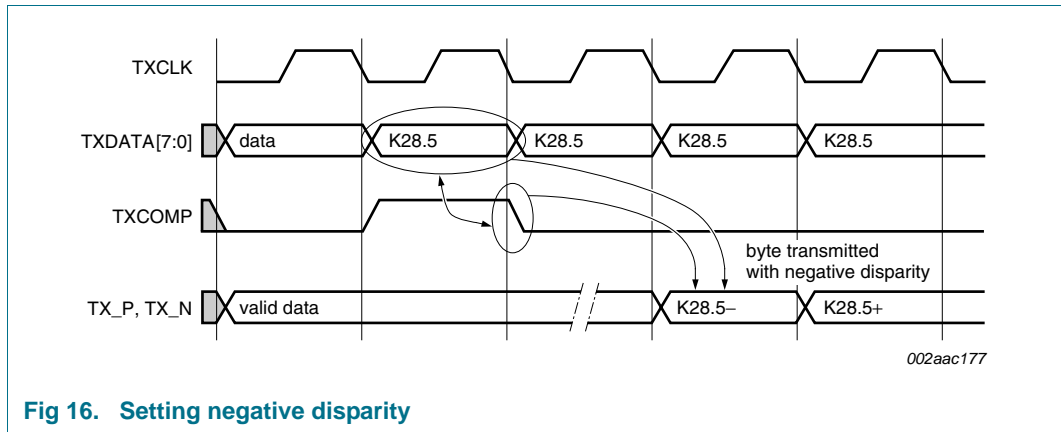 TXCLK
TXDATA[7:0]
data
K28.5
K28.5
K28.5
K28.5
TXCOMP
byte transmitted
with negative disparity
TX_P, TX_N
valid data
K28.5−
K28.5+
002aac177
Fig 16. Setting negative disparity